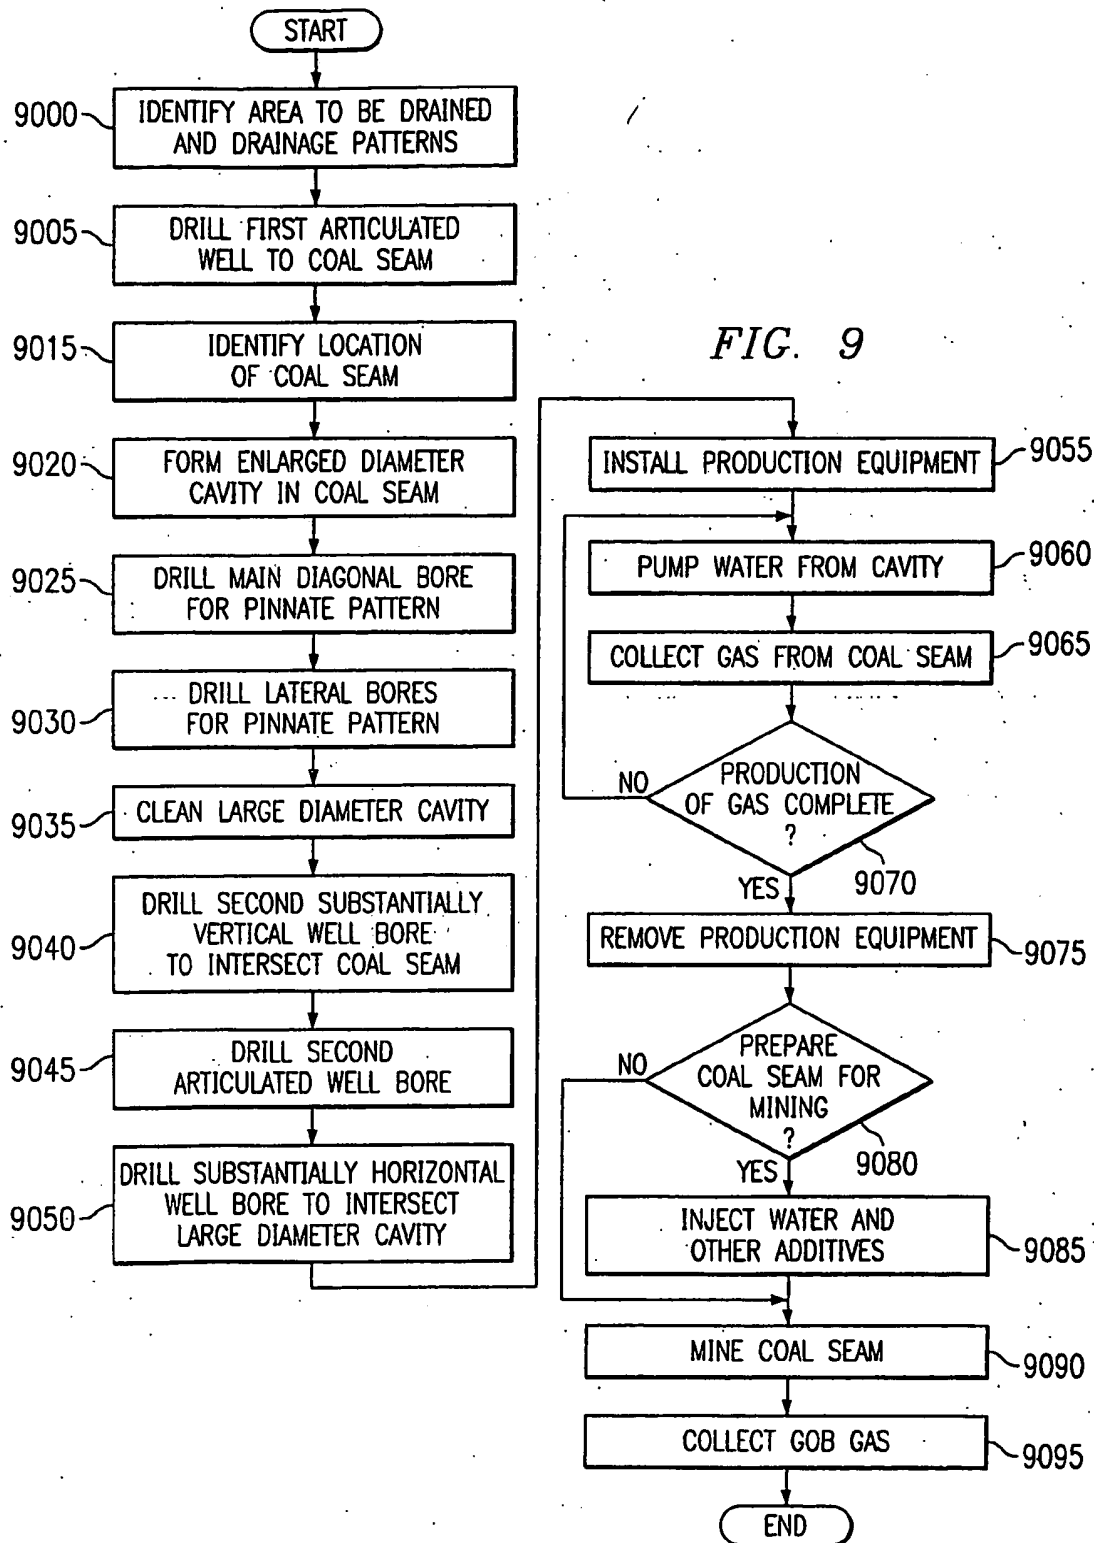 START
9000
IDENTIFY AREA TO BE DRAINED
AND DRAINAGE PATTERNS
9005
DRILL FIRST ARTICULATED
WELL TO COAL SEAM
9015
IDENTIFY LOCATION
OF COAL SEAM
9020
FORM ENLARGED DIAMETER
CAVITY IN COAL SEAM
9025
DRILL MAIN DIAGONAL BORE
FOR PINNATE PATTERN
9030
DRILL LATERAL BORES
FOR PINNATE PATTERN
9035
CLEAN LARGE DIAMETER CAVITY
9040
DRILL SECOND SUBSTANTIALLY
VERTICAL WELL BORE
TO INTERSECT COAL SEAM
9045
DRILL SECOND
ARTICULATED WELL BORE
9050
DRILL SUBSTANTIALLY HORIZONTAL
WELL BORE TO INTERSECT
LARGE DIAMETER CAVITY
FIG. 9
INSTALL PRODUCTION EQUIPMENT
9055
PUMP WATER FROM CAVITY
9060
COLLECT GAS FROM COAL SEAM
9065
NO
PRODUCTION
OF GAS COMPLETE
?
9070
YES
REMOVE PRODUCTION EQUIPMENT
9075
NO
PREPARE
COAL SEAM FOR
MINING
?
9080
YES
INJECT WATER AND
OTHER ADDITIVES
9085
MINE COAL SEAM
9090
COLLECT GOB GAS
9095
END